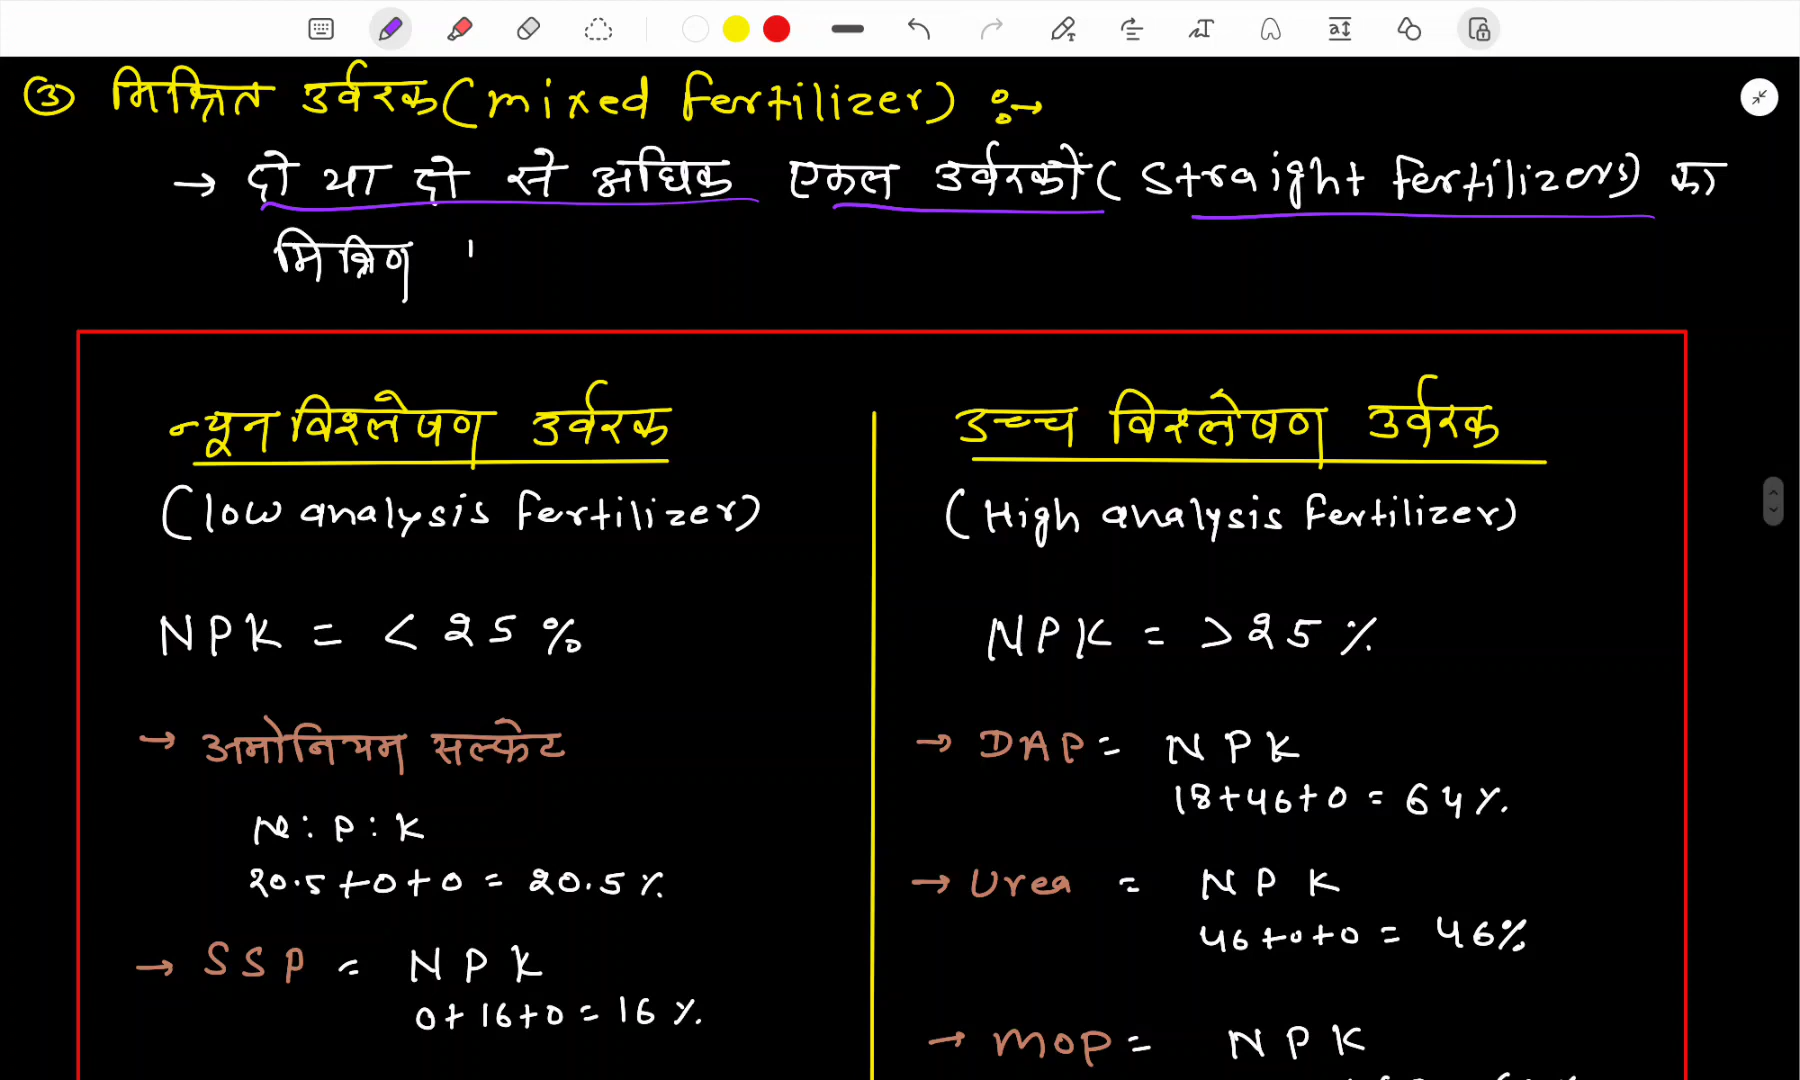 ③ मिश्रित उर्वरक (mixed fertilizer) :→
→ दो या दो से अधिक एकल उर्वरकों (Straight fertilizers) का
मिश्रण ।
न्यून विश्लेषण उर्वरक
(low analysis fertilizer)
NPK = < 25 %
→ अमोनियम सल्फेट
N : P : K
20.5 + 0 + 0 = 20.5 %
→ SSP = N P K
0 + 16 + 0 = 16 %
उच्च विश्लेषण उर्वरक
(High analysis fertilizer)
NPK = > 25 %
→ DAP = N P K
18 + 46 + 0 = 64 %
→ Urea = N P K
46 + 0 + 0 = 46%
→ MOP = N P K